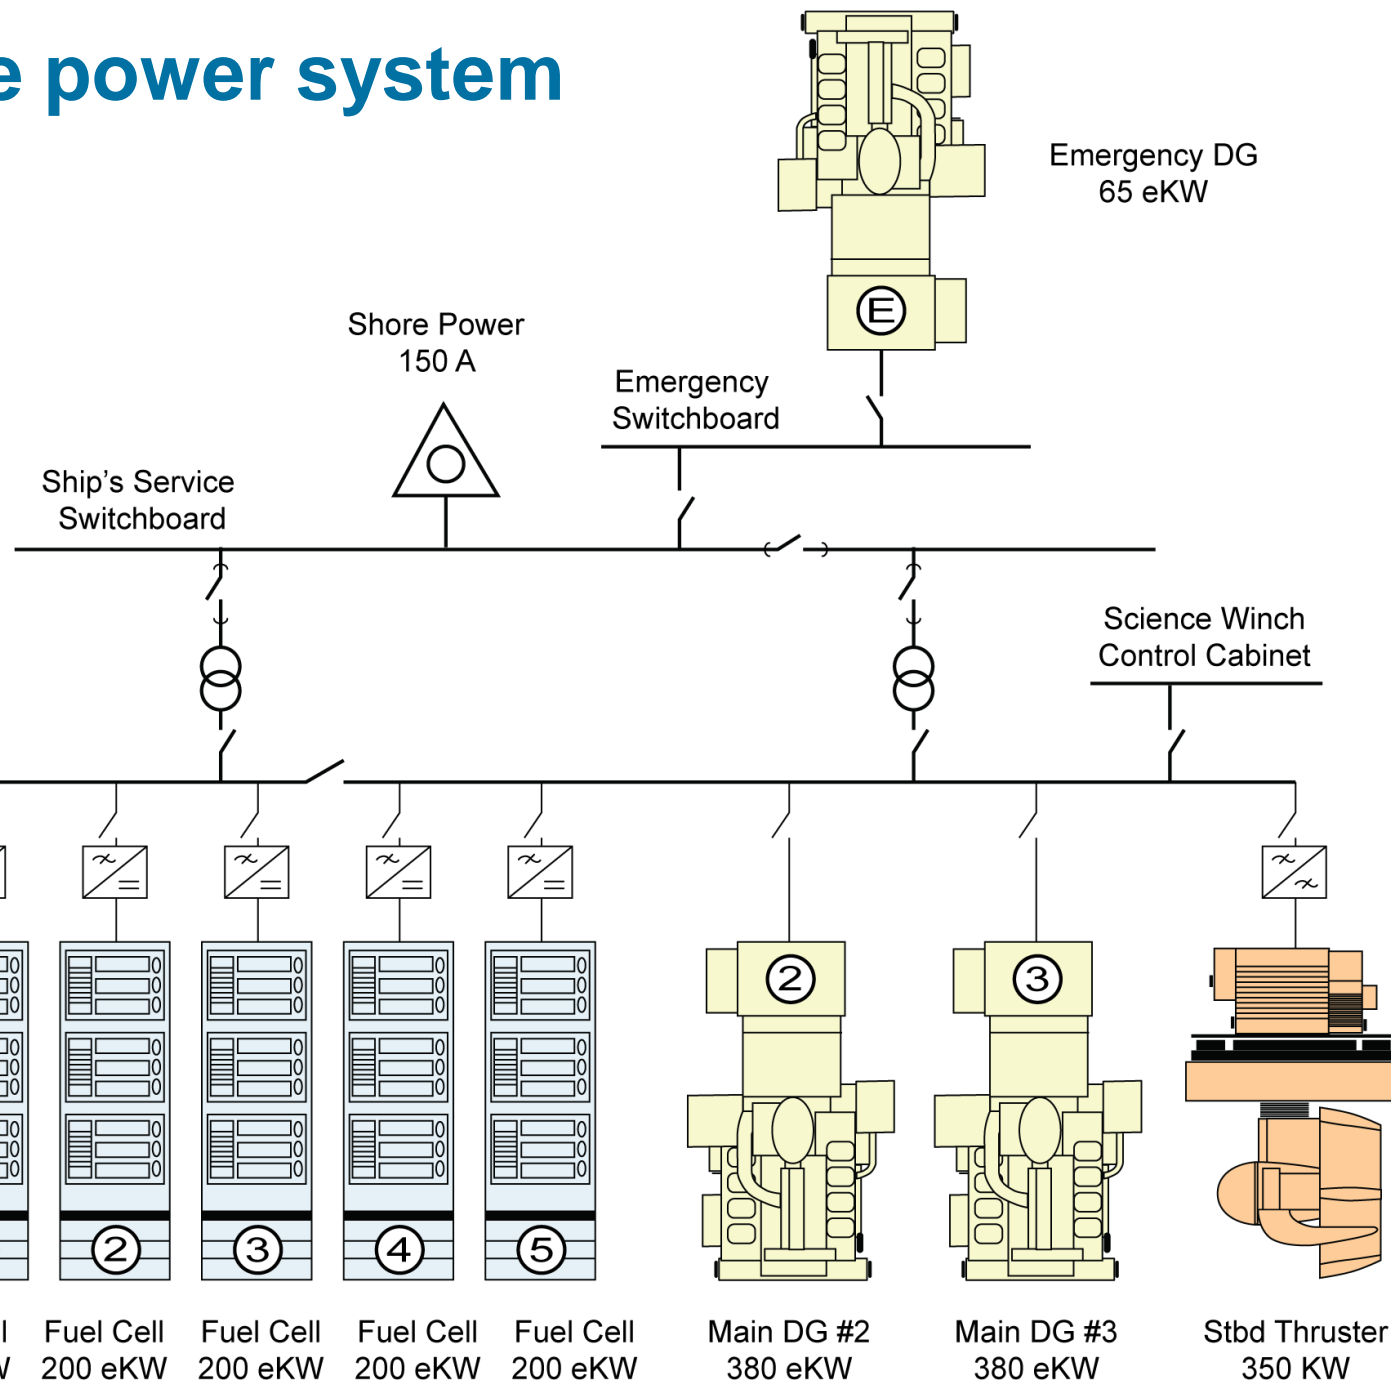 e power system
Emergency DG
65 eKW
E
Shore Power
150 A
Emergency
Switchboard
Ship's Service
Switchboard
Science Winch
Control Cabinet
2
3
2
3
4
5
l
W
Fuel Cell
200 eKW
Fuel Cell
200 eKW
Fuel Cell
200 eKW
Fuel Cell
200 eKW
Main DG #2
380 eKW
Main DG #3
380 eKW
Stbd Thruster
350 KW